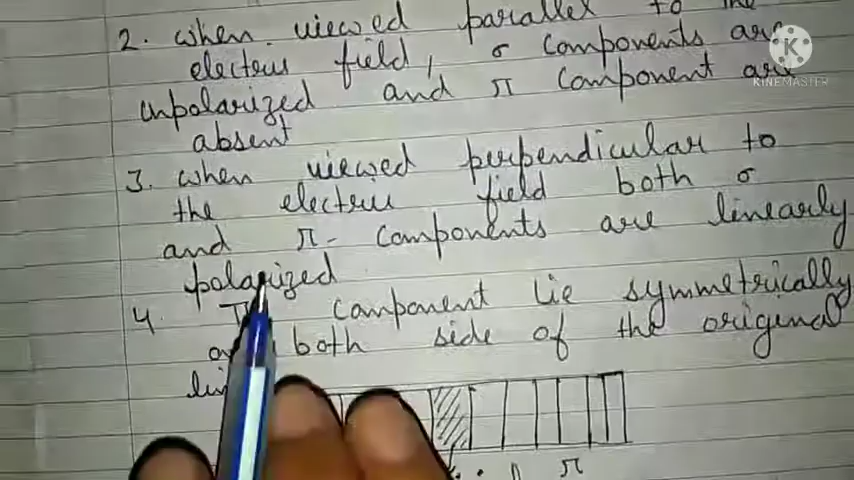 2. when viewed parallel to the
electric field, σ components are
unpolarized and π component are
absent
3. when viewed perpendicular to
the electric field both σ
and π- components are linearly
polarized
4. π component lie symmetrically
both side of the original
π
KINEMASTER